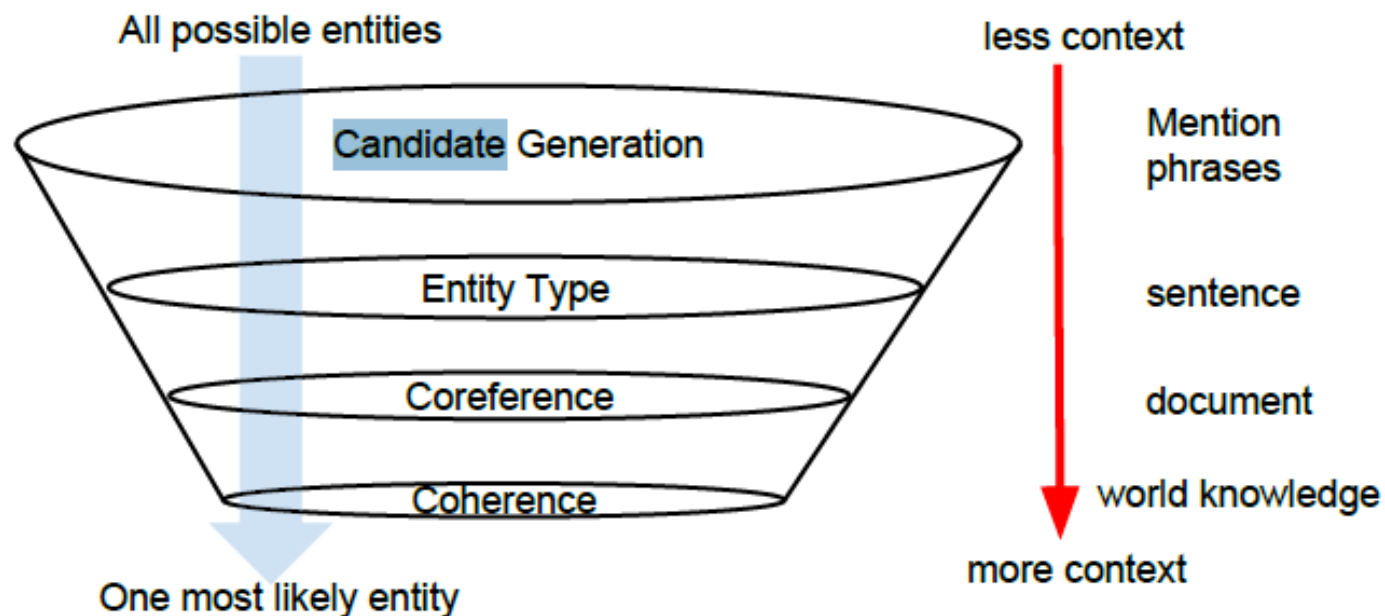 All possible entities
less context
Candidate Generation
Mention
phrases
Entity Type
sentence
Coreference
document
Coherence
world knowledge
more context
One most likely entity